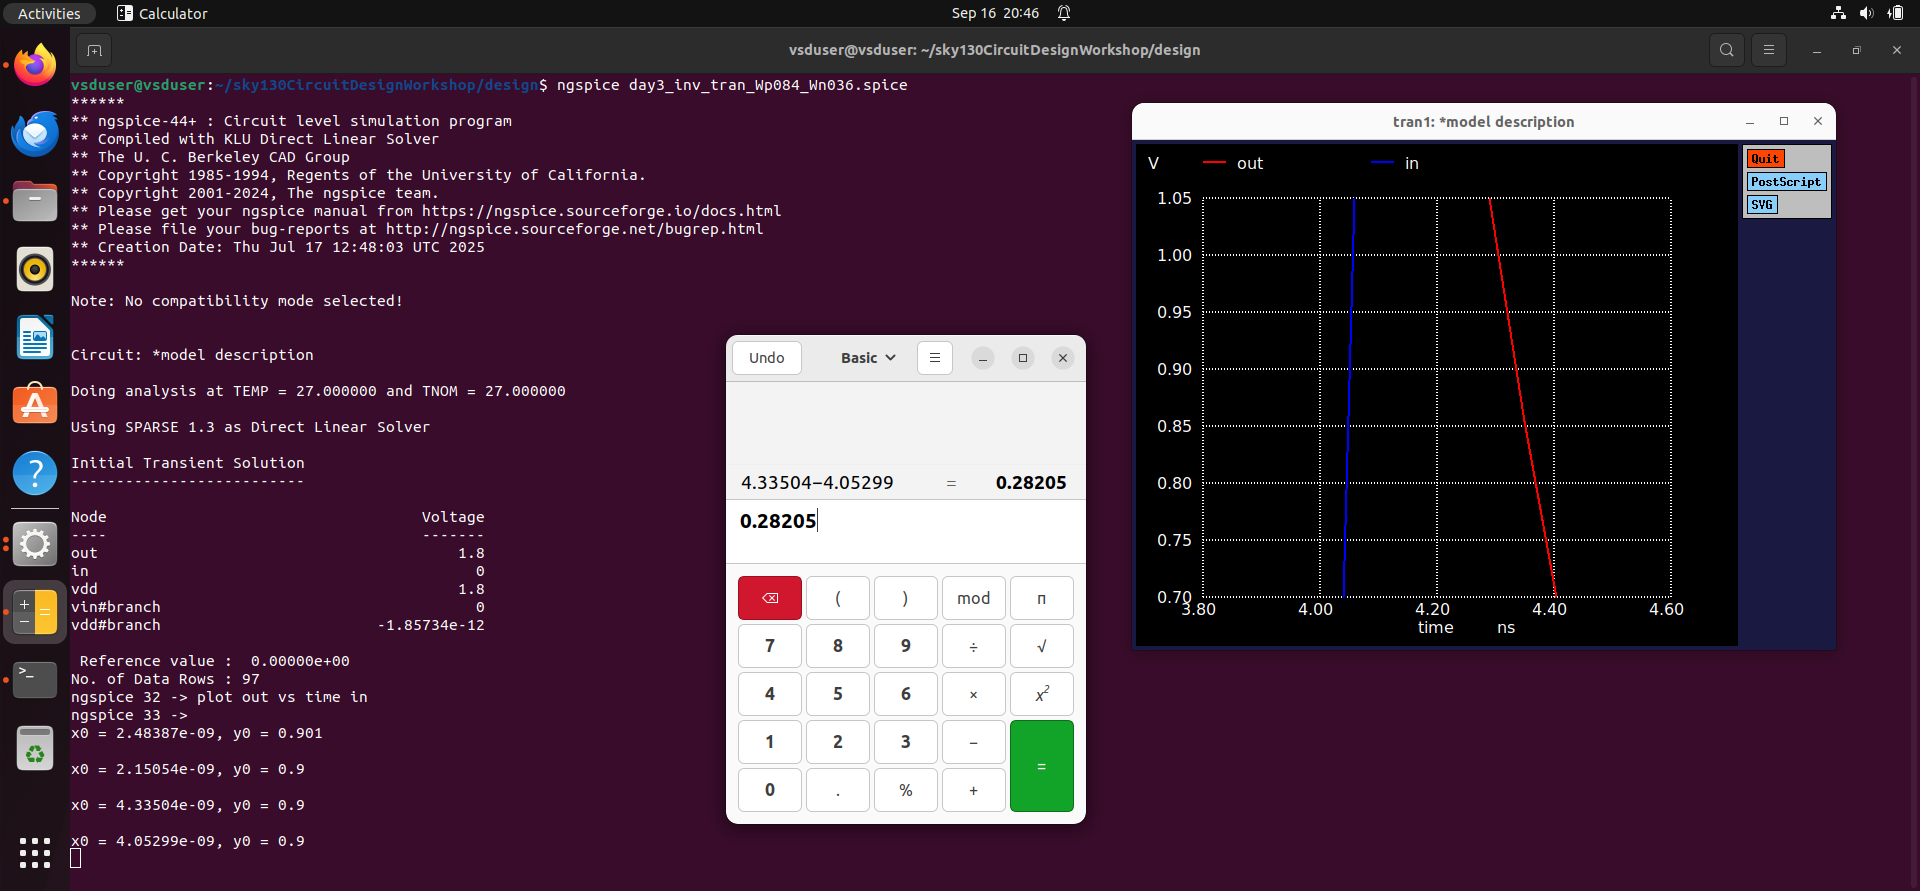 Activities
Calculator
Sep 16 20:46
vsduser@vsduser: ~/sky130CircuitDesignWorkshop/design
vsduser@vsduser:~/sky130CircuitDesignWorkshop/design$ ngspice day3_inv_tran_Wp084_Wn036.spice
******
** ngspice-44+ : Circuit level simulation program
** Compiled with KLU Direct Linear Solver
** The U. C. Berkeley CAD Group
** Copyright 1985-1994, Regents of the University of California.
** Copyright 2001-2024, The ngspice team.
** Please get your ngspice manual from https://ngspice.sourceforge.io/docs.html
** Please file your bug-reports at http://ngspice.sourceforge.net/bugrep.html
** Creation Date: Thu Jul 17 12:48:03 UTC 2025
******
Note: No compatibility mode selected!
Circuit: *model description
Doing analysis at TEMP = 27.000000 and TNOM = 27.000000
Using SPARSE 1.3 as Direct Linear Solver
Initial Transient Solution
--------------------------
Node Voltage
---- -------
out 1.8
in 0
vdd 1.8
vin#branch 0
vdd#branch -1.85734e-12
Reference value : 0.00000e+00
No. of Data Rows : 97
ngspice 32 -> plot out vs time in
ngspice 33 ->
x0 = 2.48387e-09, y0 = 0.901
x0 = 2.15054e-09, y0 = 0.9
x0 = 4.33504e-09, y0 = 0.9
x0 = 4.05299e-09, y0 = 0.9
Undo
Basic
4.33504−4.05299 = 0.28205
0.28205
( ) mod π
7 8 9 ÷ √
4 5 6 × x²
1 2 3 −
0 . % + =
tran1: *model description
V out in
Quit
PostScript
SVG
1.05
1.00
0.95
0.90
0.85
0.80
0.75
0.70
3.80 4.00 4.20 4.40 4.60
time ns